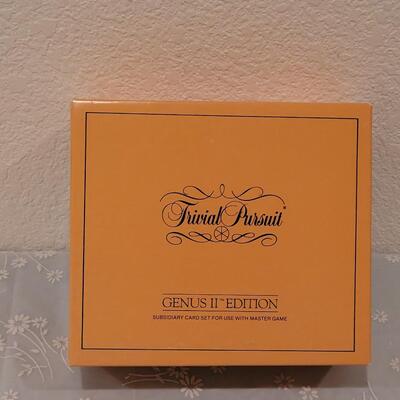 Trivial Pursuit®
GENUS II™ EDITION
SUBSIDIARY CARD SET FOR USE WITH MASTER GAME